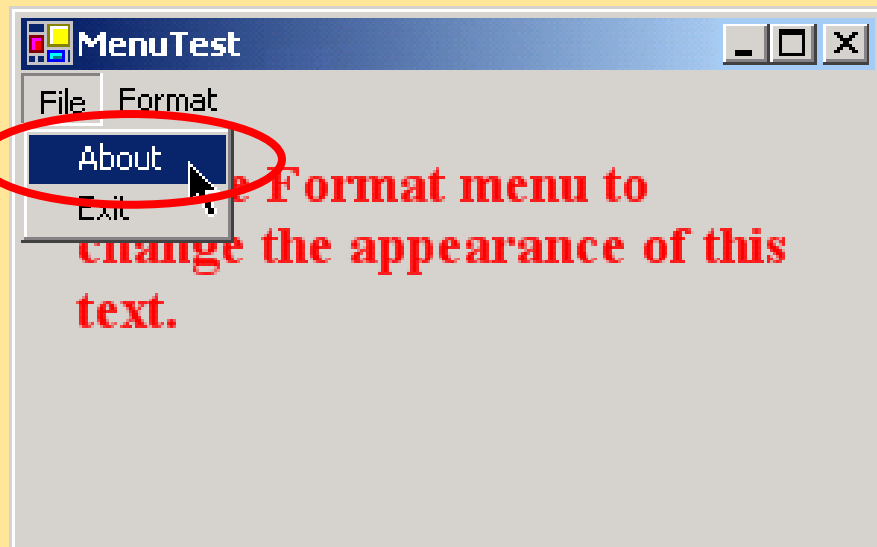 MenuTest
File Format
About
Exit
Format menu to
change the appearance of this
text.